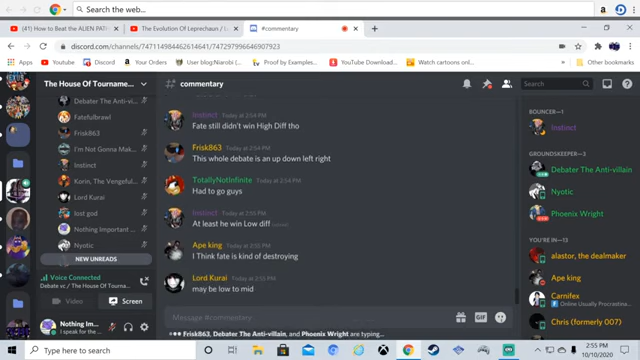 Search the web...
(41) How to Beat the ALIEN PAT
The Evolution Of Leprechaun / L
#commentary
discord.com/channels/747114984462614641/747297996646907923
Apps
YouTube
Discord
User blog:Narobi |
Proof by Examples...
YouTube Download...
Watch cartoons onl...
Other bookmarks
The House Of Tourname...
# commentary
Search
Debater The Anti-vi...
Fatefulbrawl
Frisk863
I'm Not Gonna Mak...
Instinct
Korin, The Vengeful...
Lord Kurai
lost god
Nothing Important ...
Nyotic
NEW UNREADS
Voice Connected
Debate vc / The House Of Tourna...
Video
Screen
Nothing Im...
Instinct Today at 2:54 PM
Fate still didn't win High Diff tho
Frisk863 Today at 2:54 PM
This whole debate is an up down left right
TotallyNotInfinite Today at 2:54 PM
Had to go guys
Instinct Today at 2:55 PM
At least he win Low diff (edited)
Ape king Today at 2:55 PM
I Think fate is kind of destroying
Lord Kurai Today at 2:55 PM
may be low to mid
Message #commentary
GIF
Frisk863, Debater The Anti-villain, and Phoenix Wright are typing...
BOUNCER—1
Instinct
GROUNDSKEEPER—3
Debater The Anti-villain
Nyotic
Phoenix Wright
YOU'RE IN—13
alastor, the dealmaker
Ape king
Carnifex
Online Usually Procrastina...
Chris (formerly 007)
Type here to search
2:55 PM
10/10/2020